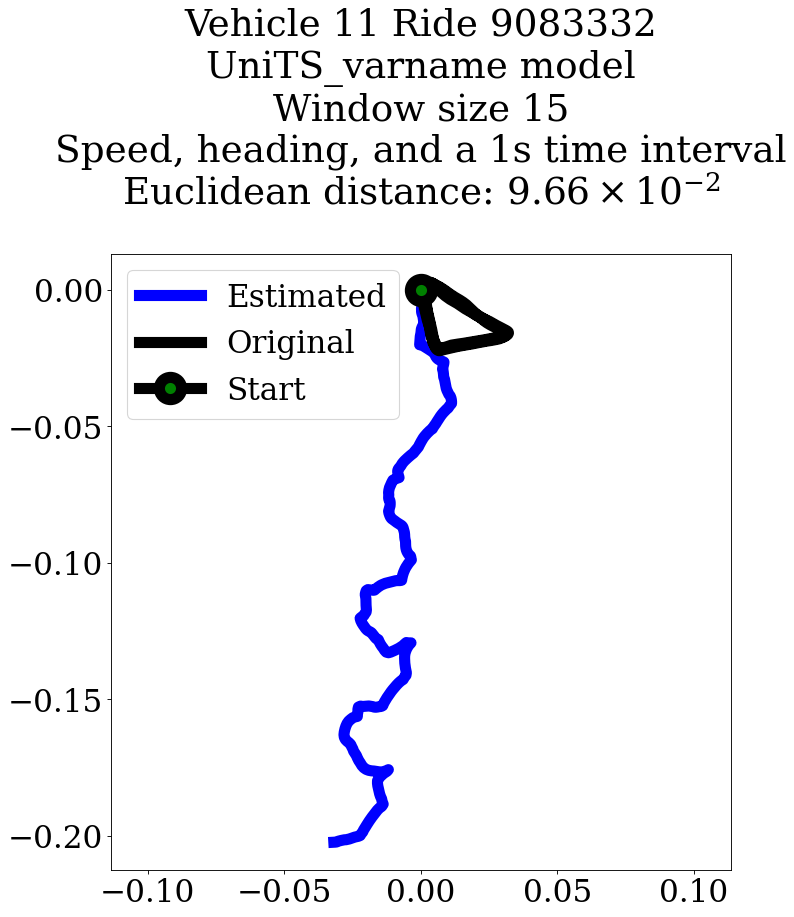 Vehicle 11 Ride 9083332
UniTS_varname model
Window size 15
Speed, heading, and a 1s time interval
Euclidean distance: 9.66 × 10⁻²
Estimated
Original
Start
0.00
−0.05
−0.10
−0.15
−0.20
−0.10 −0.05 0.00 0.05 0.10